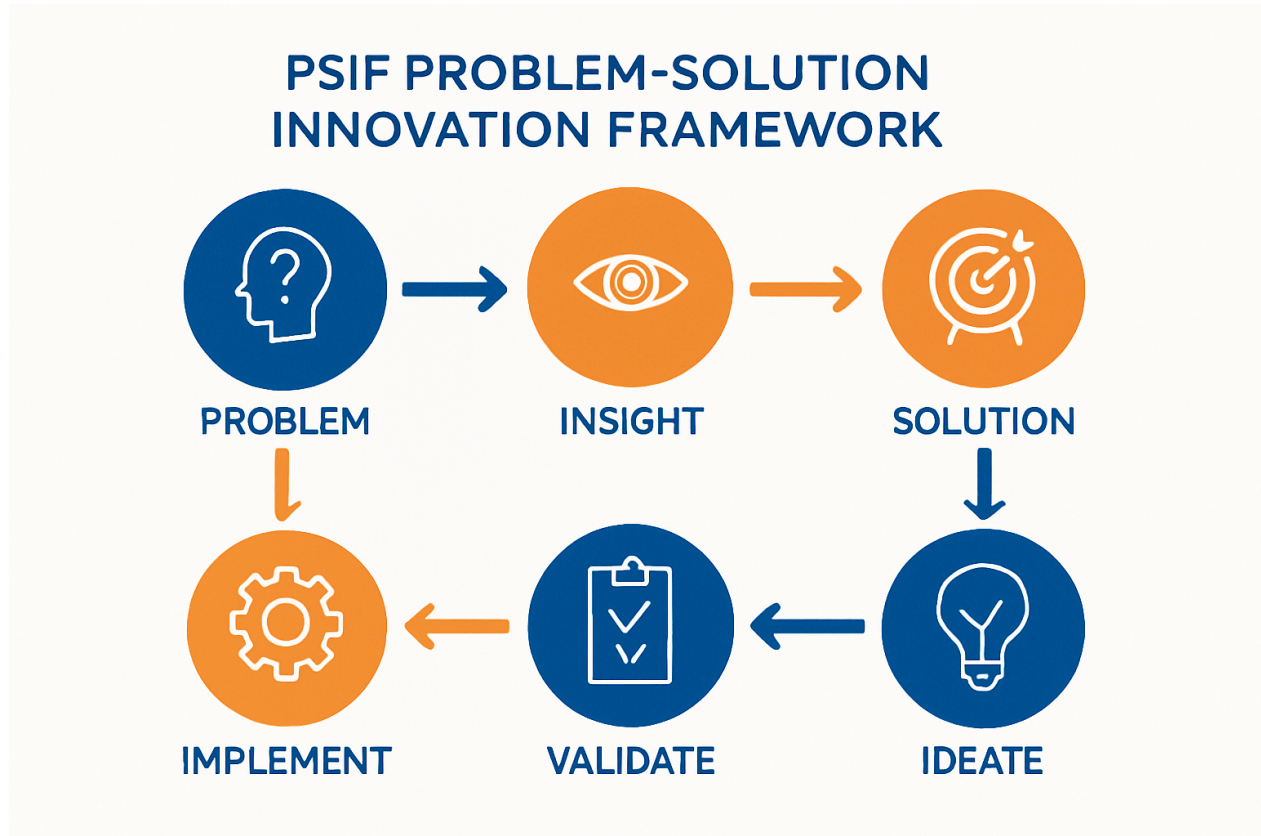 PSIF PROBLEM-SOLUTION
INNOVATION FRAMEWORK
?
PROBLEM
INSIGHT
SOLUTION
IMPLEMENT
VALIDATE
IDEATE